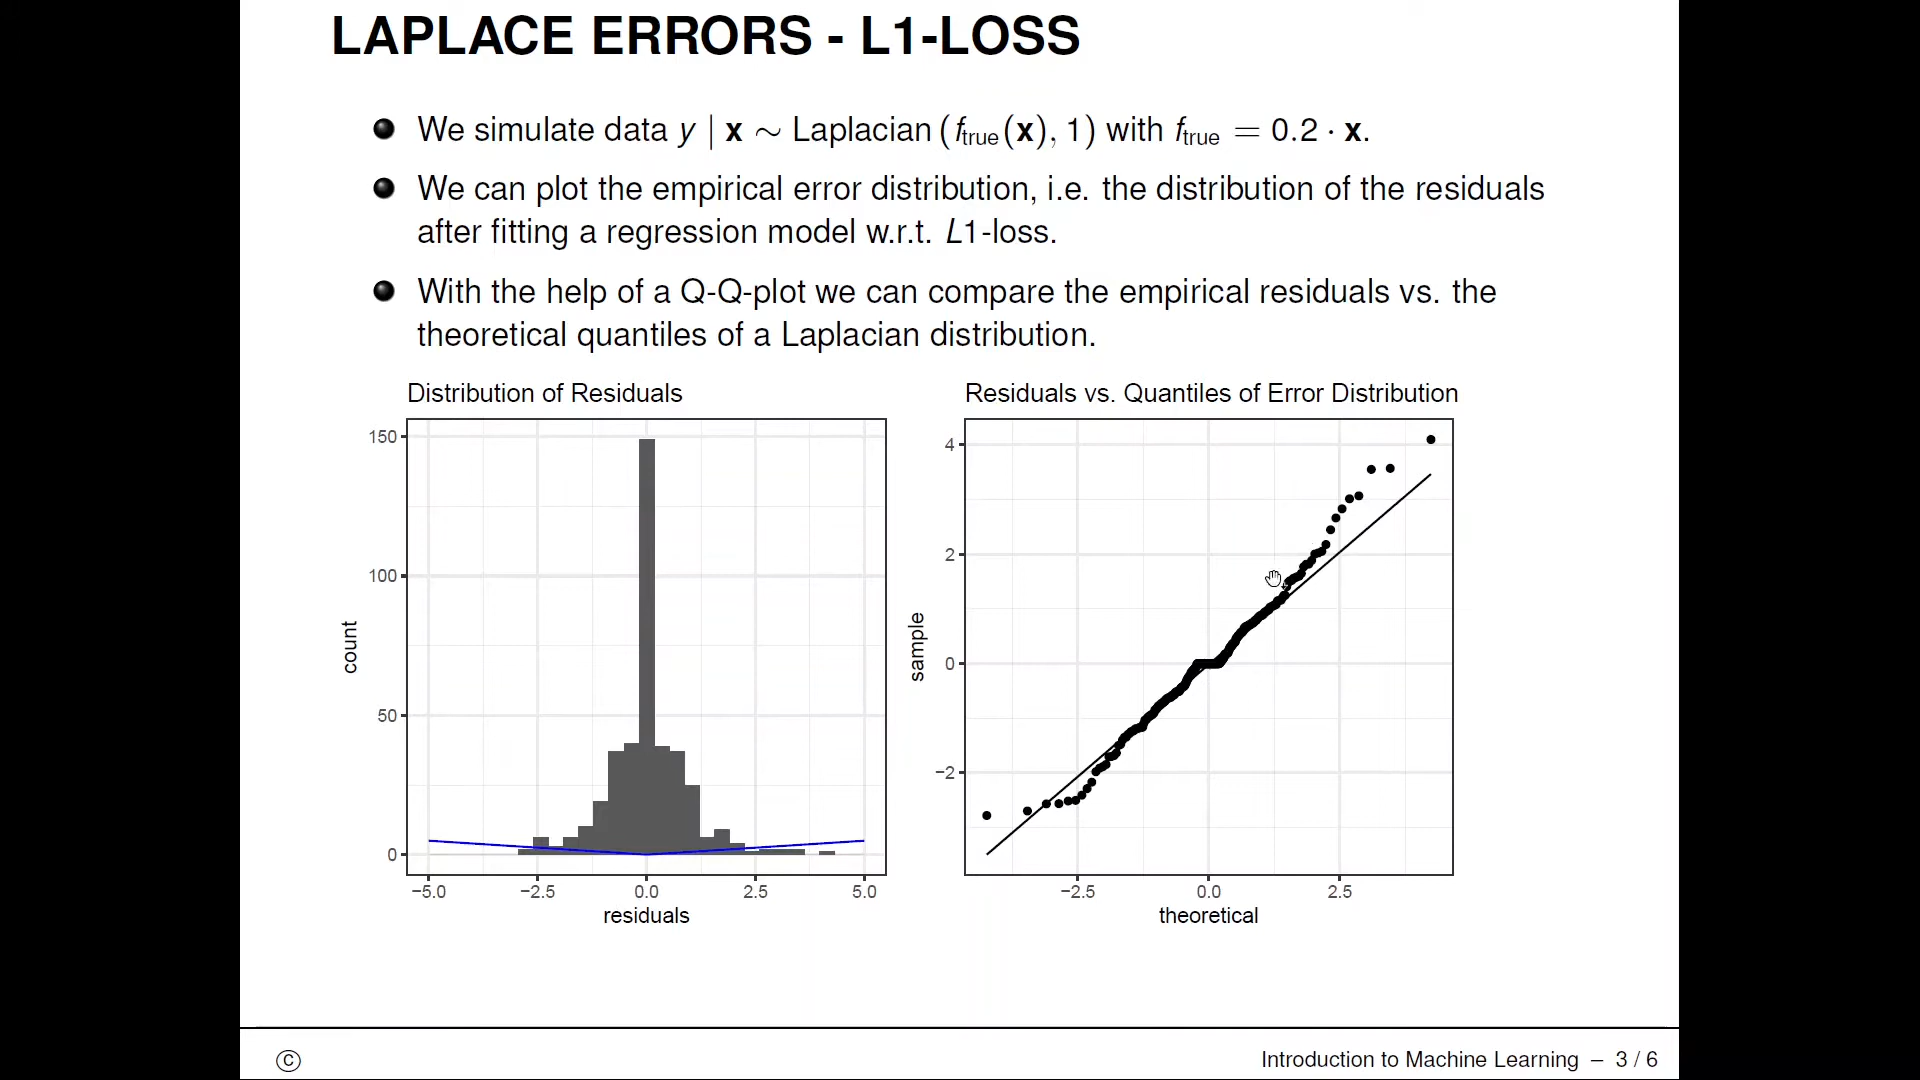 LAPLACE ERRORS - L1-LOSS
We simulate data y | x ∼ Laplacian (f_true(x), 1) with f_true = 0.2 · x.
We can plot the empirical error distribution, i.e. the distribution of the residuals
after fitting a regression model w.r.t. L1-loss.
With the help of a Q-Q-plot we can compare the empirical residuals vs. the
theoretical quantiles of a Laplacian distribution.
Distribution of Residuals
150
100
50
0
count
−5.0 −2.5 0.0 2.5 5.0
residuals
Residuals vs. Quantiles of Error Distribution
4
2
0
−2
sample
−2.5 0.0 2.5
theoretical
© Introduction to Machine Learning – 3 / 6